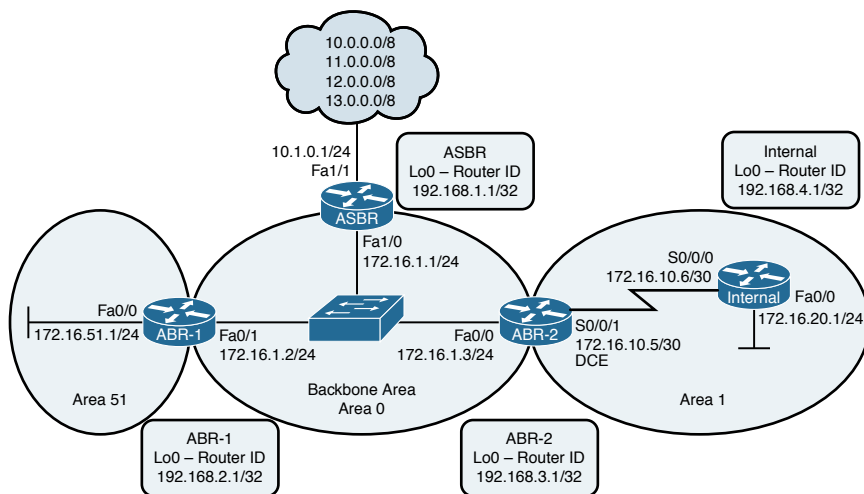 10.0.0.0/8
11.0.0.0/8
12.0.0.0/8
13.0.0.0/8
10.1.0.1/24
Fa1/1
ASBR
Lo0 – Router ID
192.168.1.1/32
Internal
Lo0 – Router ID
192.168.4.1/32
ASBR
Fa1/0
172.16.1.1/24
S0/0/0
172.16.10.6/30
Internal
Fa0/0
172.16.20.1/24
Fa0/0
172.16.51.1/24
ABR-1
Fa0/1
172.16.1.2/24
Fa0/0
172.16.1.3/24
ABR-2
S0/0/1
172.16.10.5/30
DCE
Area 51
Backbone Area
Area 0
Area 1
ABR-1
Lo0 – Router ID
192.168.2.1/32
ABR-2
Lo0 – Router ID
192.168.3.1/32